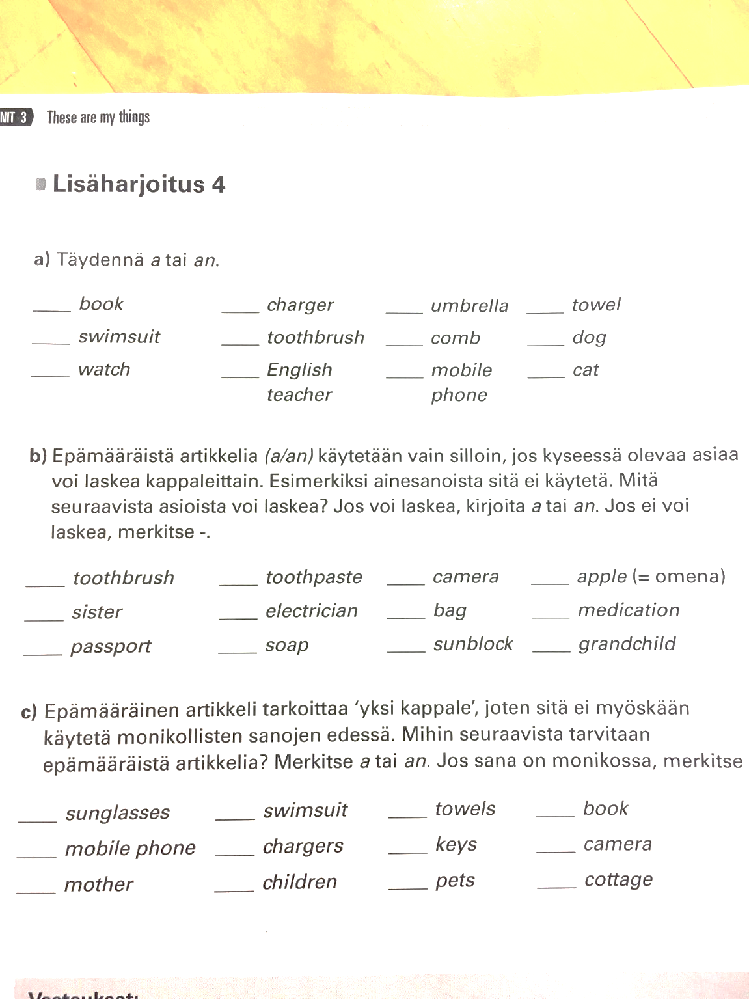 NIT 3 These are my things
Lisäharjoitus 4
a) Täydennä a tai an.
____ book ____ charger ____ umbrella ____ towel
____ swimsuit ____ toothbrush ____ comb ____ dog
____ watch ____ English ____ mobile ____ cat
teacher phone
b) Epämääräistä artikkelia (a/an) käytetään vain silloin, jos kyseessä olevaa asiaa
voi laskea kappaleittain. Esimerkiksi ainesanoista sitä ei käytetä. Mitä
seuraavista asioista voi laskea? Jos voi laskea, kirjoita a tai an. Jos ei voi
laskea, merkitse -.
____ toothbrush ____ toothpaste ____ camera ____ apple (= omena)
____ sister ____ electrician ____ bag ____ medication
____ passport ____ soap ____ sunblock ____ grandchild
c) Epämääräinen artikkeli tarkoittaa ‘yksi kappale’, joten sitä ei myöskään
käytetä monikollisten sanojen edessä. Mihin seuraavista tarvitaan
epämääräistä artikkelia? Merkitse a tai an. Jos sana on monikossa, merkitse
____ sunglasses ____ swimsuit ____ towels ____ book
____ mobile phone ____ chargers ____ keys ____ camera
____ mother ____ children ____ pets ____ cottage